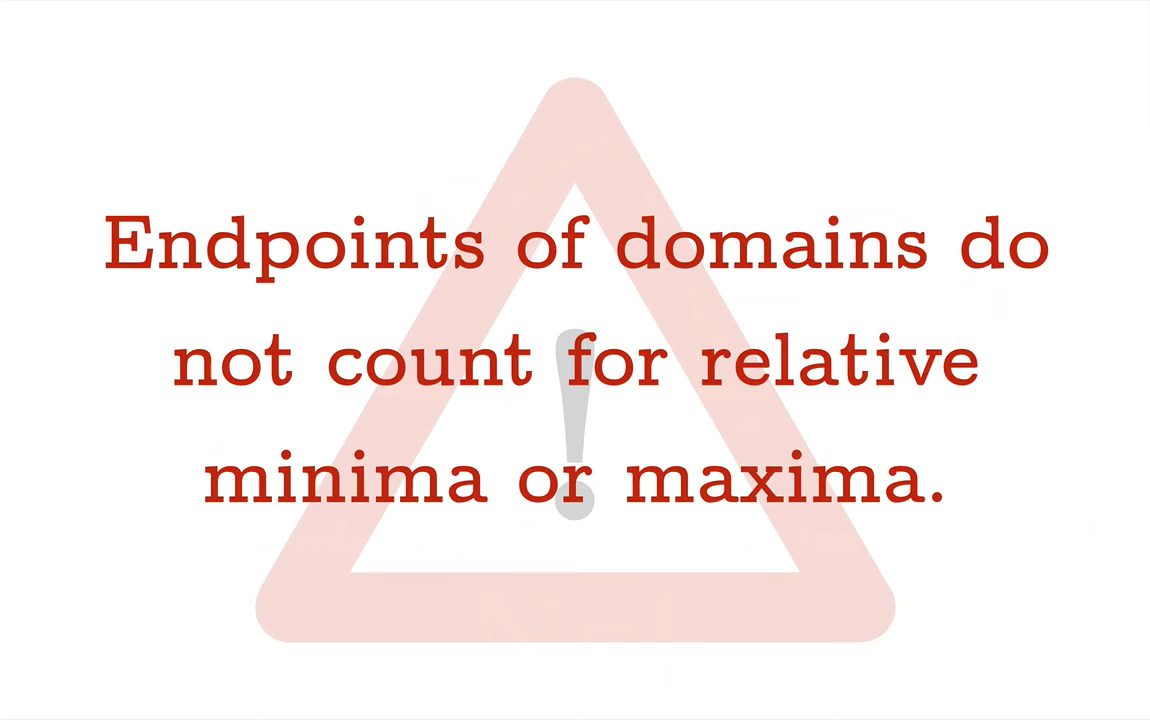 Endpoints of domains do
not count for relative
minima or maxima.